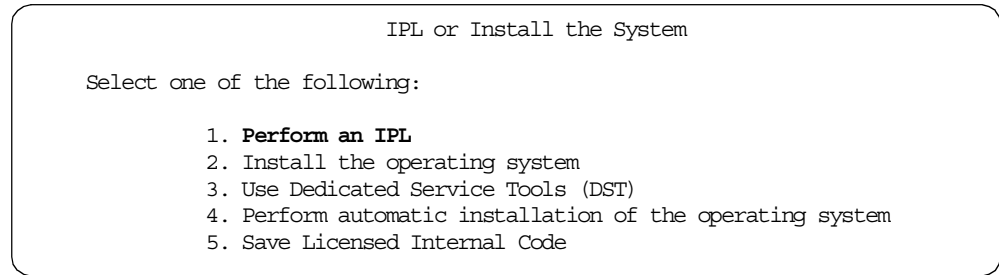 IPL or Install the System
Select one of the following:
1. Perform an IPL
2. Install the operating system
3. Use Dedicated Service Tools (DST)
4. Perform automatic installation of the operating system
5. Save Licensed Internal Code